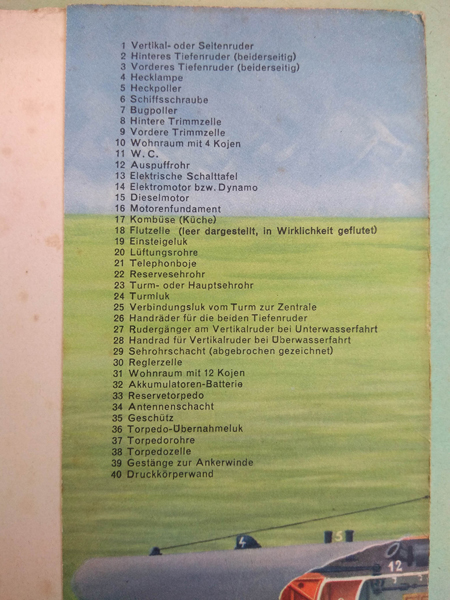 1 Vertikal- oder Seitenruder
2 Hinteres Tiefenruder (beiderseitig)
3 Vorderes Tiefenruder (beiderseitig)
4 Hecklampe
5 Heckpoller
6 Schiffsschraube
7 Bugpoller
8 Hintere Trimmzelle
9 Vordere Trimmzelle
10 Wohnraum mit 4 Kojen
11 W. C.
12 Auspuffrohr
13 Elektrische Schalttafel
14 Elektromotor bzw. Dynamo
15 Dieselmotor
16 Motorenfundament
17 Kombüse (Küche)
18 Flutzelle (leer dargestellt, in Wirklichkeit geflutet)
19 Einsteigeluk
20 Lüftungsrohre
21 Telephonboje
22 Reservesehrohr
23 Turm- oder Hauptsehrohr
24 Turmluk
25 Verbindungsluk vom Turm zur Zentrale
26 Handräder für die beiden Tiefenruder
27 Rudergänger am Vertikalruder bei Unterwasserfahrt
28 Handrad für Vertikalruder bei Überwasserfahrt
29 Sehrohrschacht (abgebrochen gezeichnet)
30 Reglerzelle
31 Wohnraum mit 12 Kojen
32 Akkumulatoren-Batterie
33 Reservetorpedo
34 Antennenschacht
35 Geschütz
36 Torpedo-Übernahmeluk
37 Torpedorohre
38 Torpedozelle
39 Gestänge zur Ankerwinde
40 Druckkörperwand
5
4
12